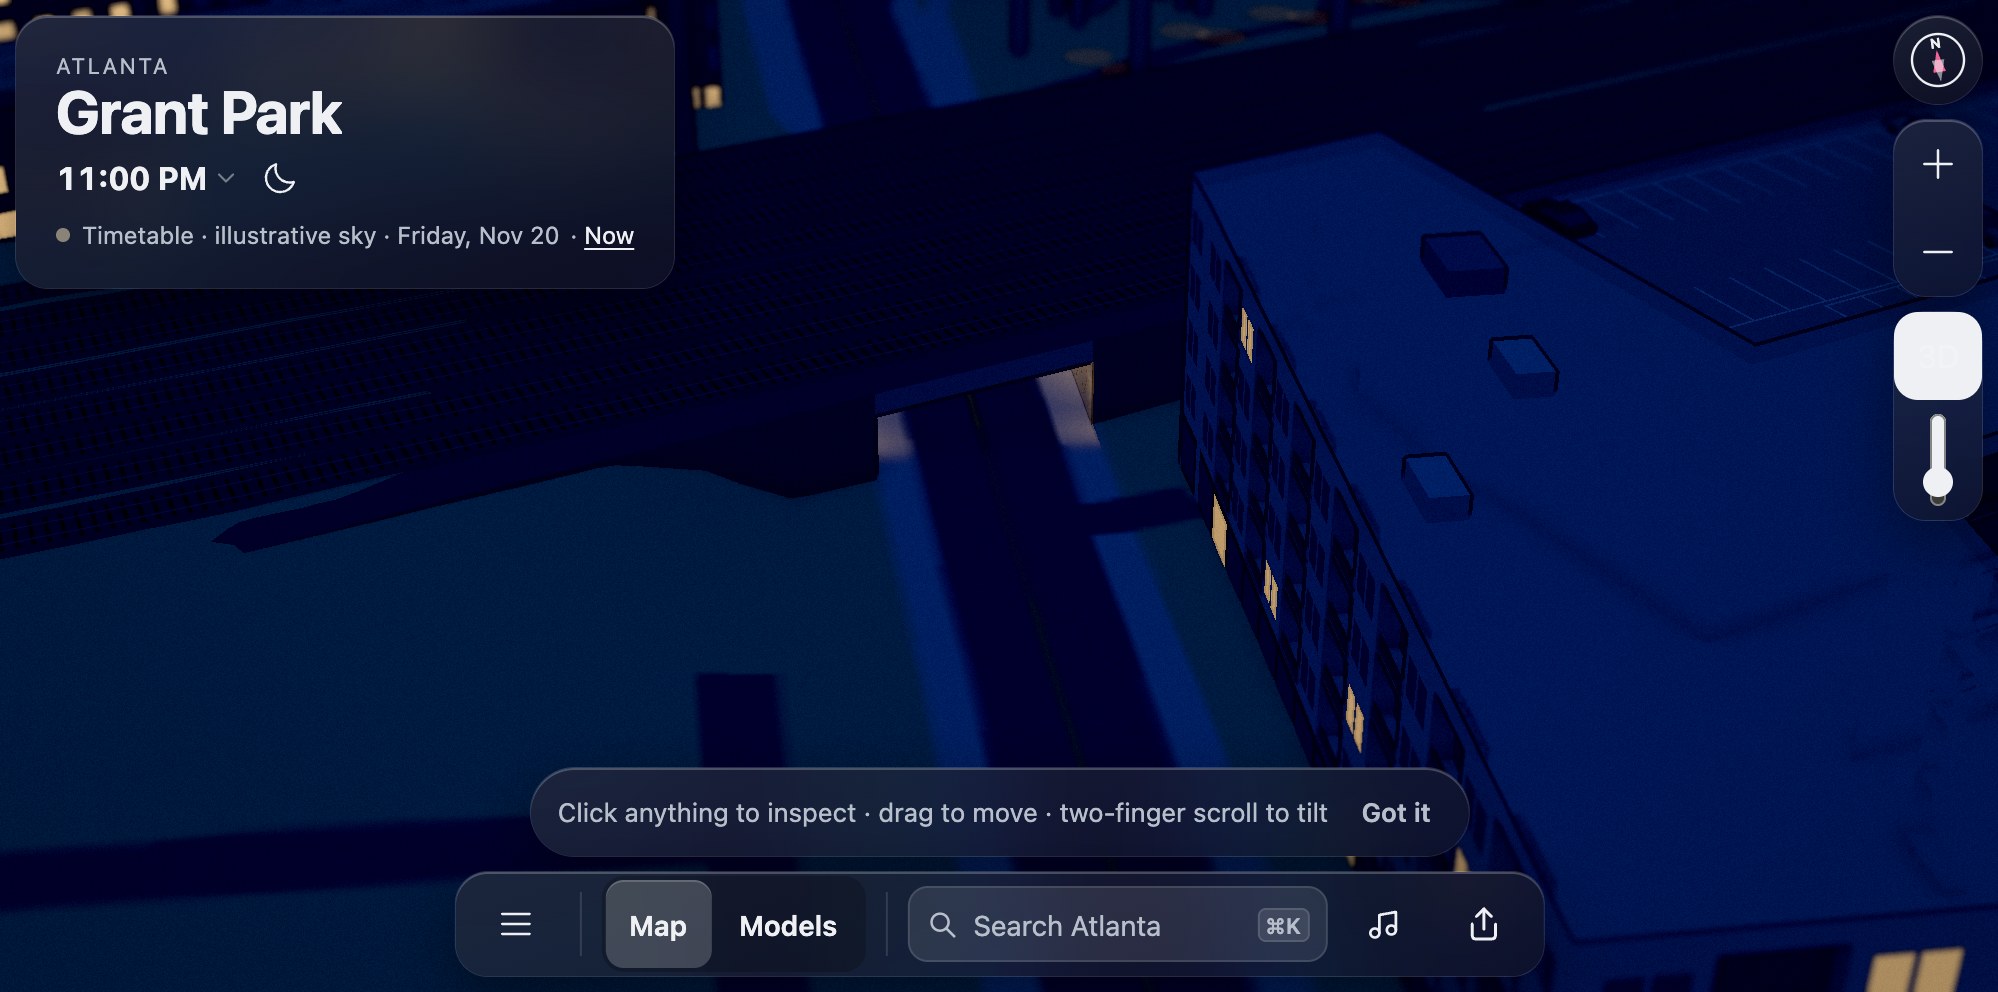 ATLANTA
Grant Park
11:00 PM
Timetable · illustrative sky · Friday, Nov 20 · Now
N
3D
Click anything to inspect · drag to move · two-finger scroll to tilt Got it
Map Models Search Atlanta ⌘K